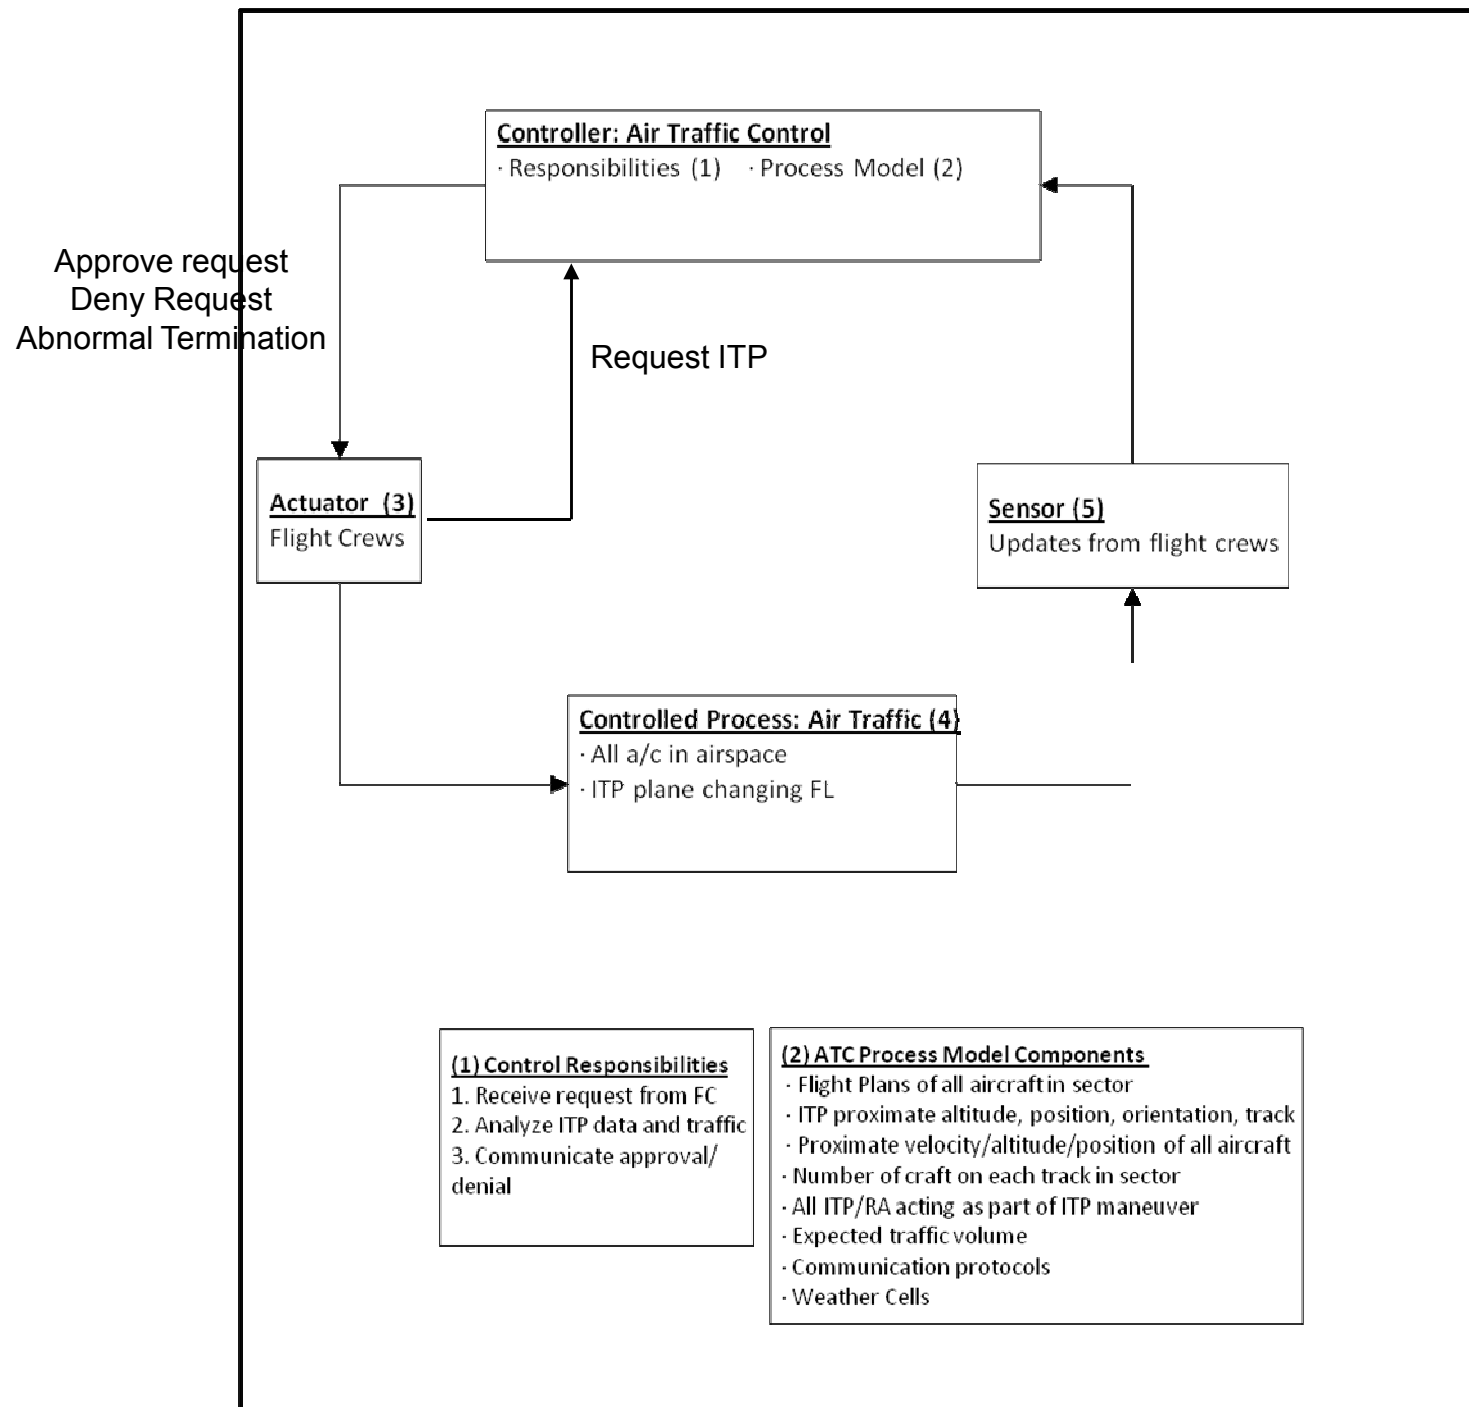 Controller: Air Traffic Control
· Responsibilities (1) · Process Model (2)
Approve request
Deny Request
Abnormal Termination
Request ITP
Actuator (3)
Flight Crews
Sensor (5)
Updates from flight crews
Controlled Process: Air Traffic (4)
· All a/c in airspace
· ITP plane changing FL
(1) Control Responsibilities
1. Receive request from FC
2. Analyze ITP data and traffic
3. Communicate approval/
denial
(2) ATC Process Model Components
· Flight Plans of all aircraft in sector
· ITP proximate altitude, position, orientation, track
· Proximate velocity/altitude/position of all aircraft
· Number of craft on each track in sector
· All ITP/RA acting as part of ITP maneuver
· Expected traffic volume
· Communication protocols
· Weather Cells